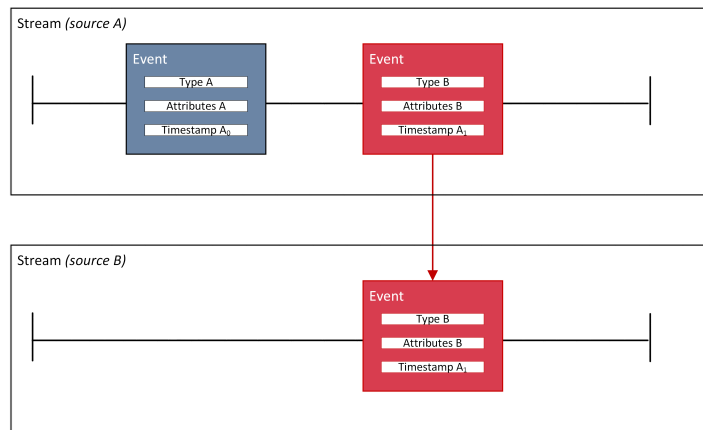 Stream (source A)
Event
Type A
Attributes A
Timestamp A₀
Event
Type B
Attributes B
Timestamp A₁
Stream (source B)
Event
Type B
Attributes B
Timestamp A₁